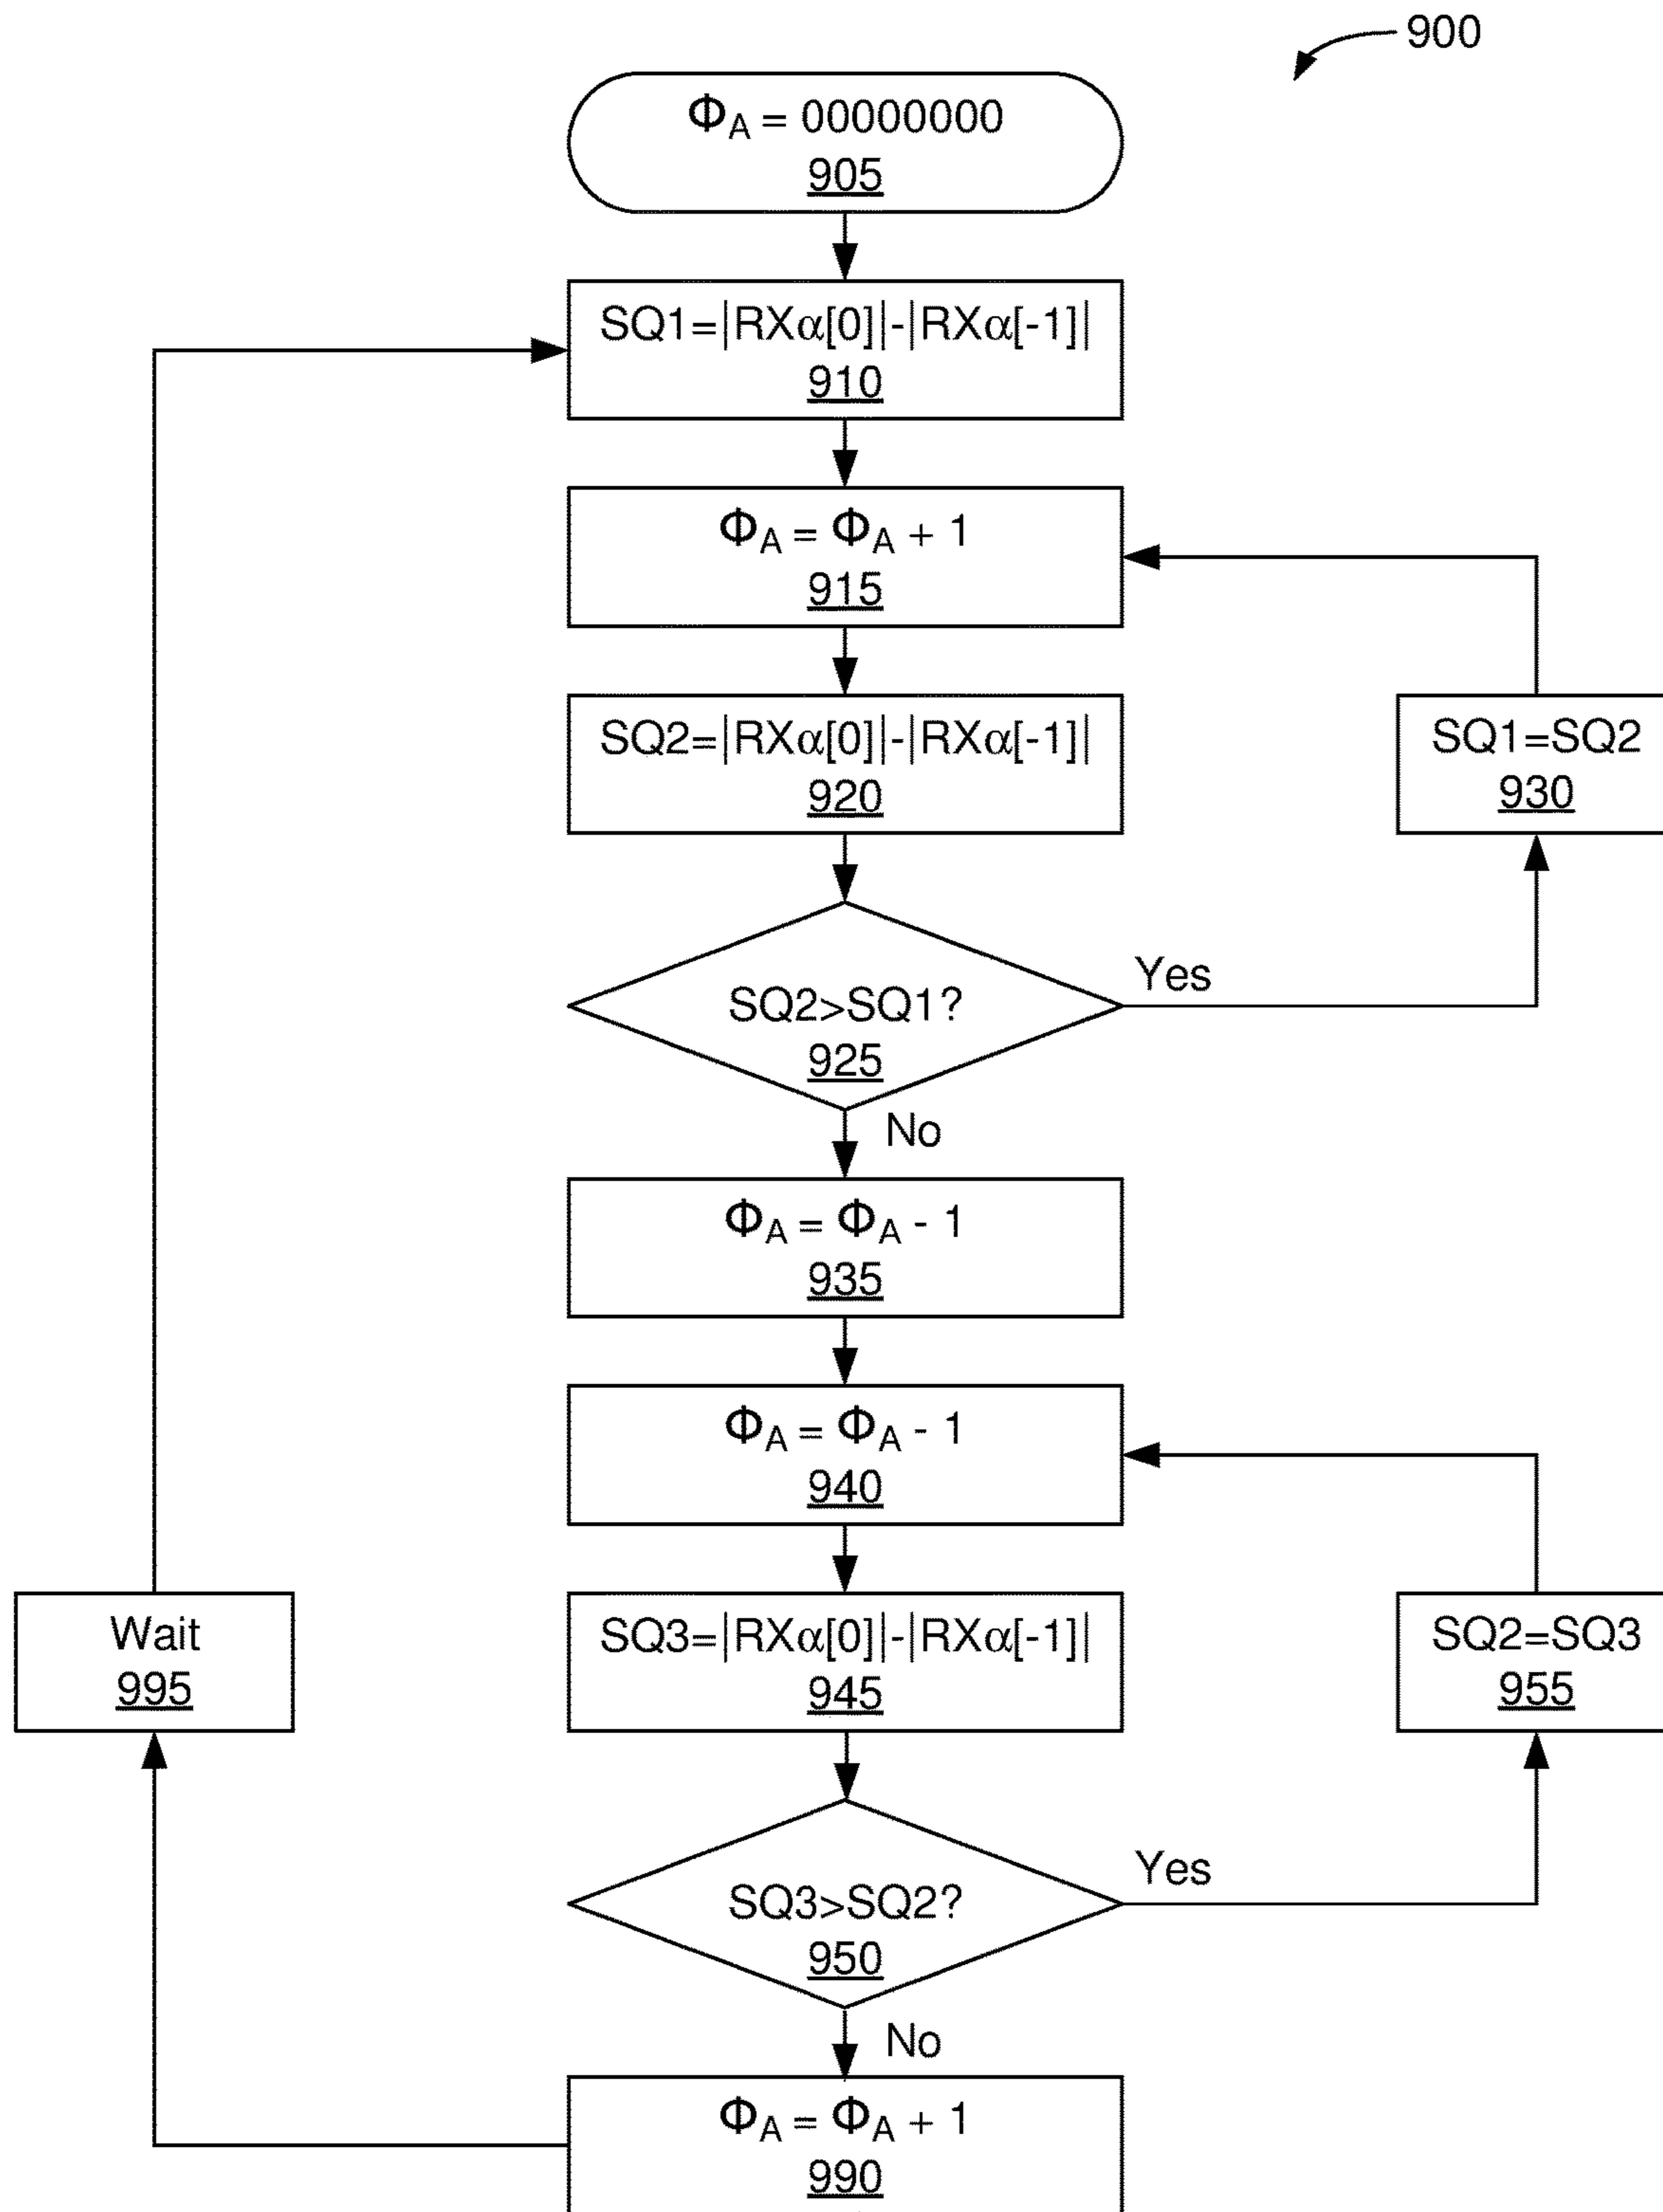 900
ΦA = 00000000
905
SQ1=|RXα[0]|-|RXα[-1]|
910
ΦA = ΦA + 1
915
SQ2=|RXα[0]|-|RXα[-1]|
920
SQ1=SQ2
930
SQ2>SQ1?
925
Yes
No
ΦA = ΦA - 1
935
ΦA = ΦA - 1
940
Wait
995
SQ3=|RXα[0]|-|RXα[-1]|
945
SQ2=SQ3
955
SQ3>SQ2?
950
Yes
No
ΦA = ΦA + 1
990